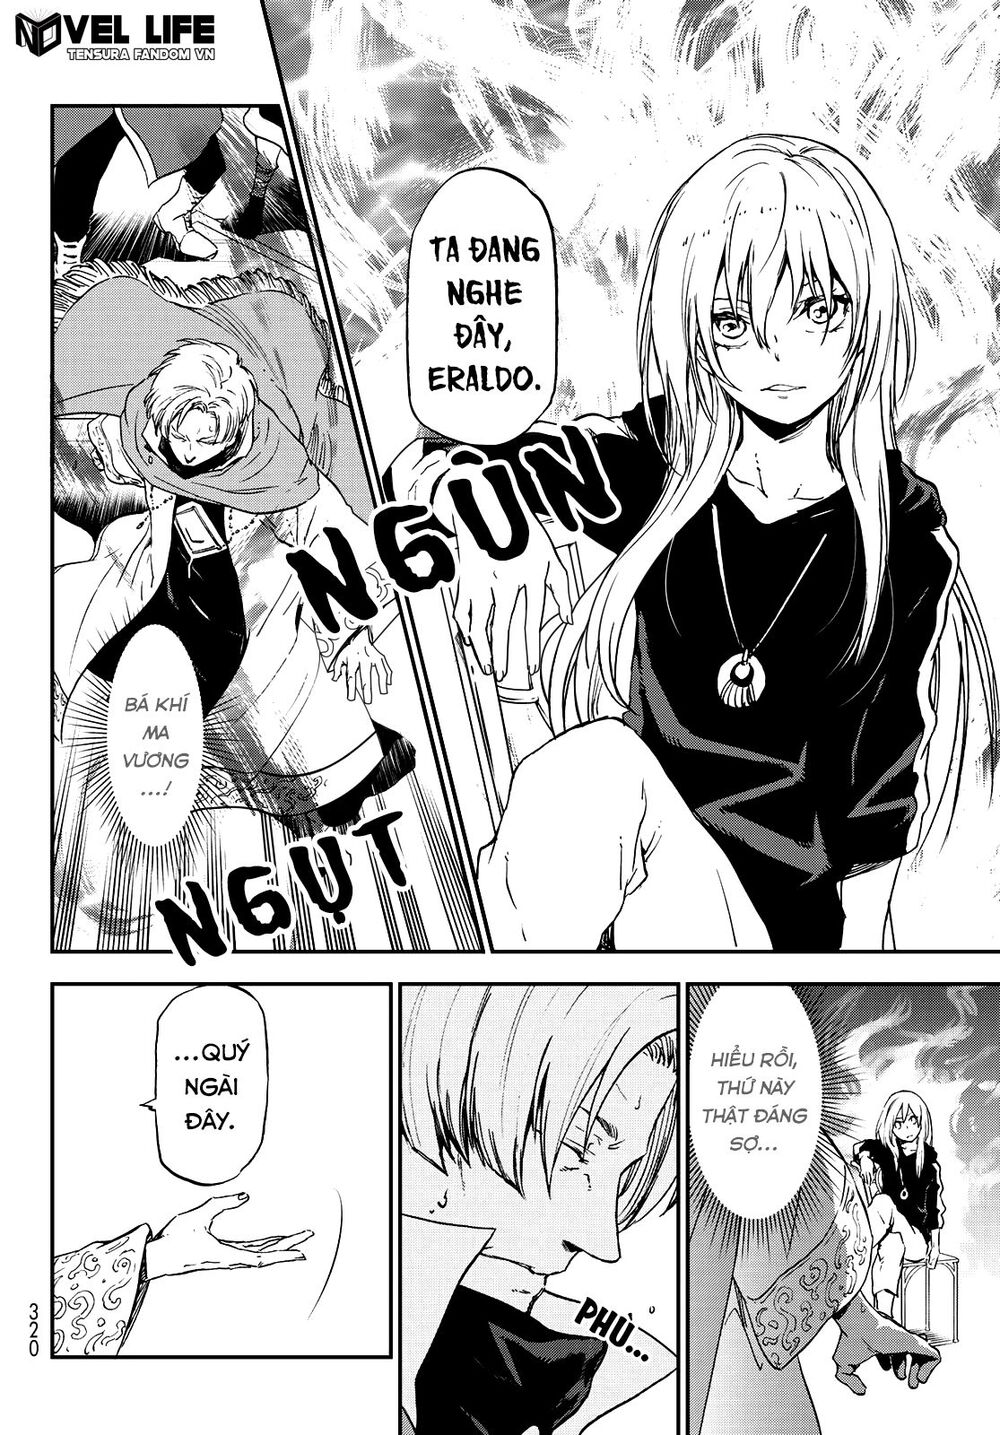 NOVEL LIFE
TENSURA FANDOM VN
TA ĐANG
NGHE
ĐÂY,
ERALDO.
NGÙN
BÁ KHÍ
MA
VƯƠNG
...!
NGỤT
HIỂU RỒI,
THỨ NÀY
THẬT ĐÁNG
SỢ...
PHÙ...
...QUÝ
NGÀI
ĐÂY.
320